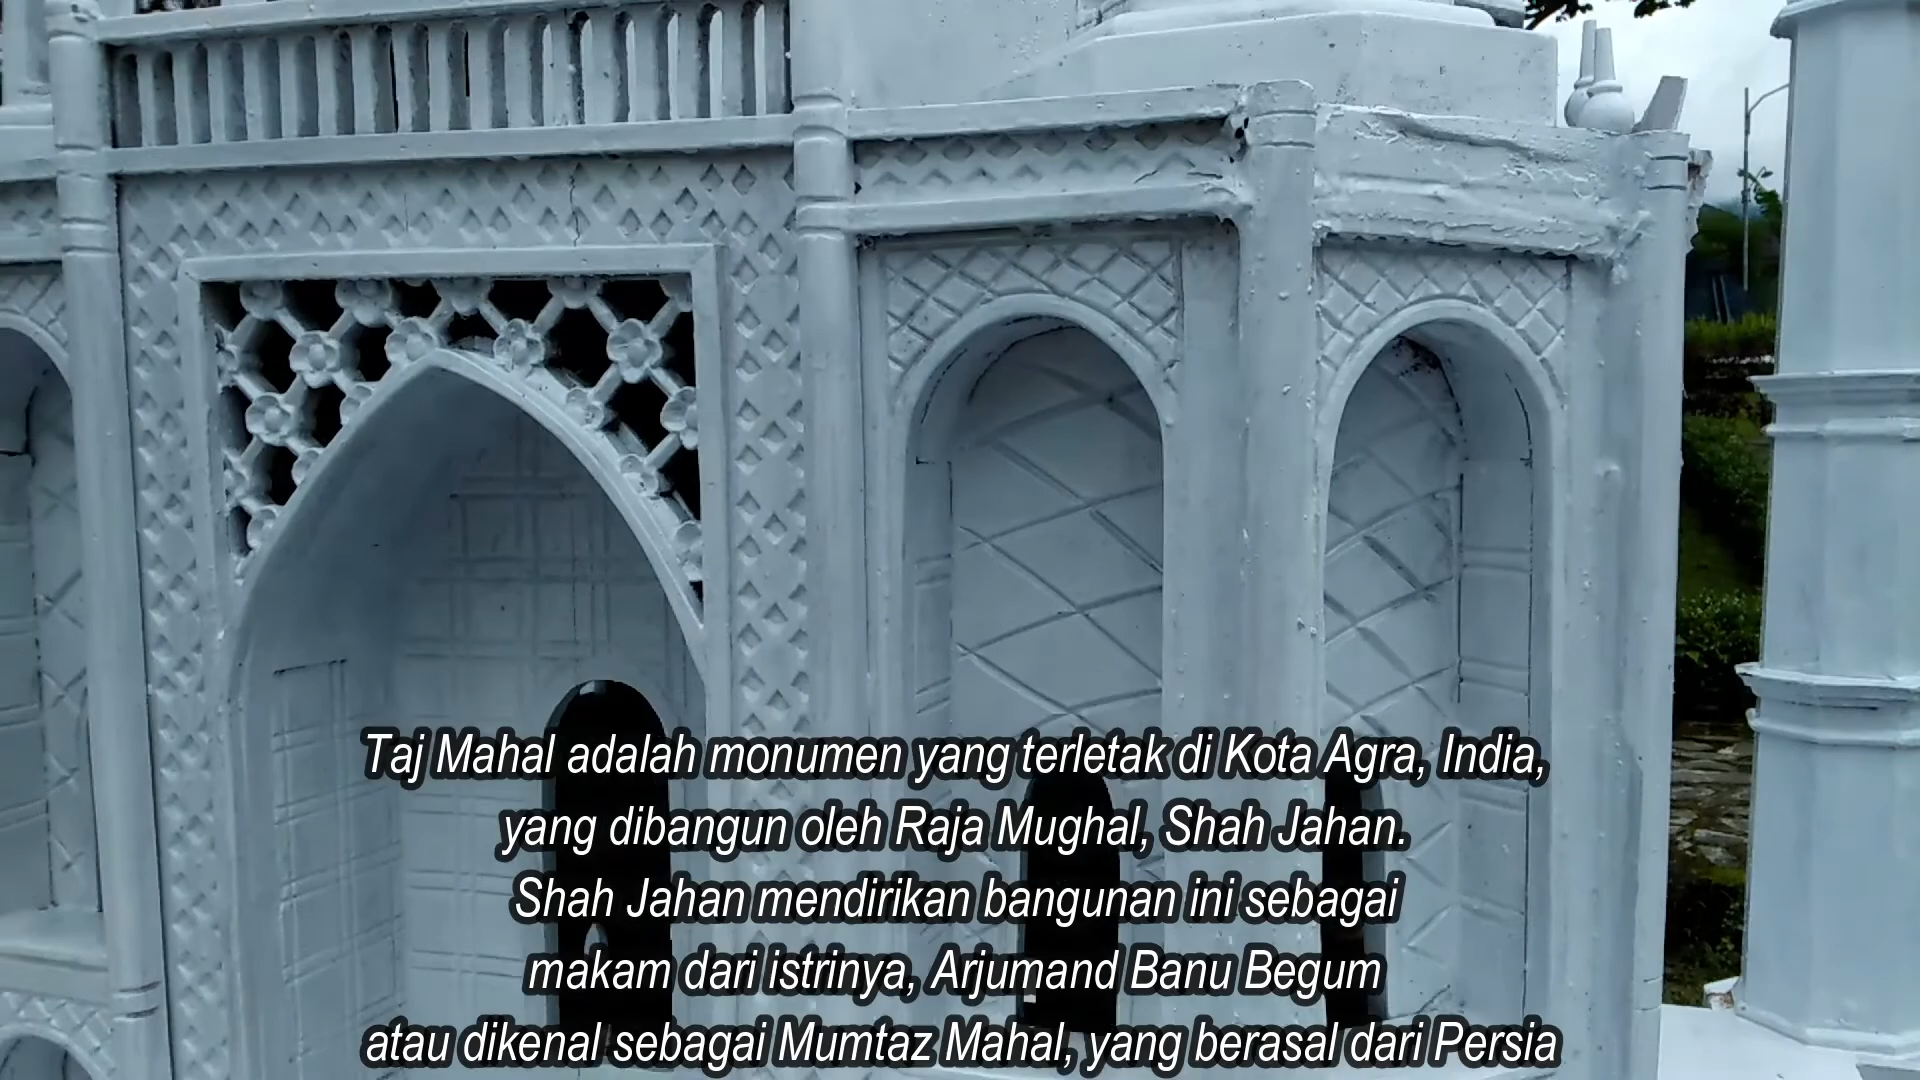 Taj Mahal adalah monumen yang terletak di Kota Agra, India,
yang dibangun oleh Raja Mughal, Shah Jahan.
Shah Jahan mendirikan bangunan ini sebagai
makam dari istrinya, Arjumand Banu Begum
atau dikenal sebagai Mumtaz Mahal, yang berasal dari Persia